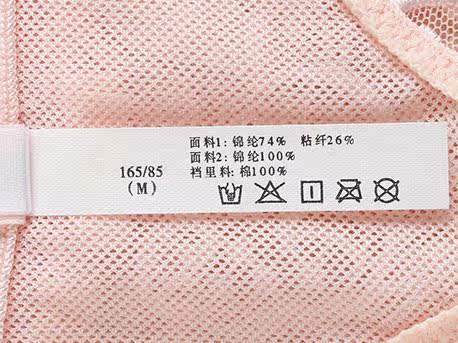 165/85
(M)
面料1: 锦纶74% 粘纤26%
面料2: 锦纶100%
裆里料: 棉100%